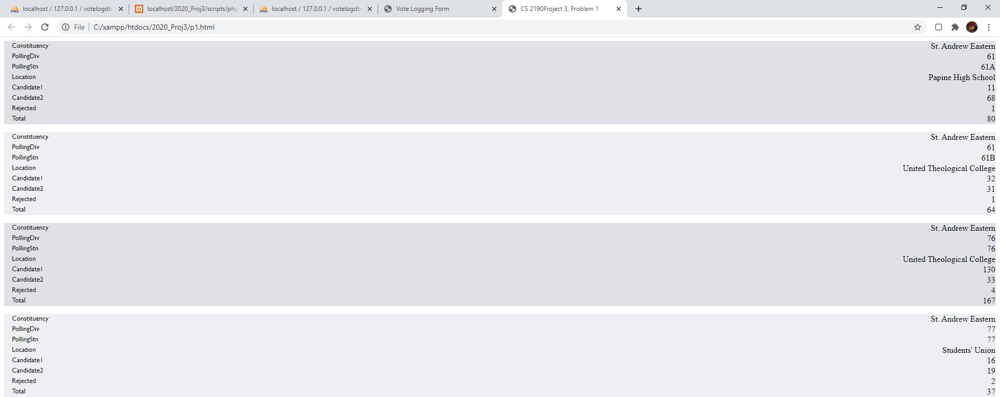 localhost / 127.0.0.1 / votelogdb
localhost/2020_Proj3/scripts/php
localhost / 127.0.0.1 / votelogdb
Vote Logging Form
CS 2190Project 3, Problem 1
File C:/xampp/htdocs/2020_Proj3/p1.html
Constituency St. Andrew Eastern
PollingDiv 61
PollingStn 61A
Location Papine High School
Candidate1 11
Candidate2 68
Rejected 1
Total 80
Constituency St. Andrew Eastern
PollingDiv 61
PollingStn 61B
Location United Theological College
Candidate1 32
Candidate2 31
Rejected 1
Total 64
Constituency St. Andrew Eastern
PollingDiv 76
PollingStn 76
Location United Theological College
Candidate1 130
Candidate2 33
Rejected 4
Total 167
Constituency St. Andrew Eastern
PollingDiv 77
PollingStn 77
Location Students' Union
Candidate1 16
Candidate2 19
Rejected 2
Total 37